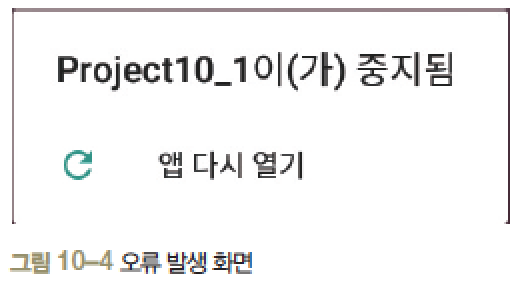 Project10_1이(가) 중지됨
앱 다시 열기
그림 10-4 오류 발생 화면